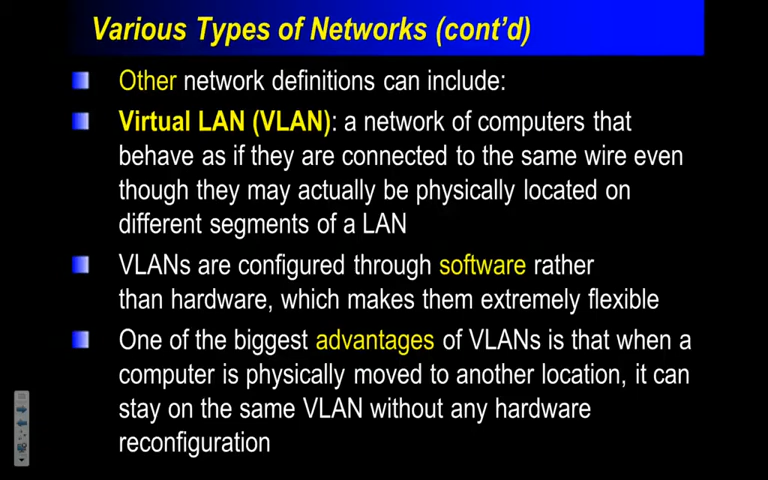 Various Types of Networks (cont'd)
Other network definitions can include:
Virtual LAN (VLAN): a network of computers that
behave as if they are connected to the same wire even
though they may actually be physically located on
different segments of a LAN
VLANs are configured through software rather
than hardware, which makes them extremely flexible
One of the biggest advantages of VLANs is that when a
computer is physically moved to another location, it can
stay on the same VLAN without any hardware
reconfiguration